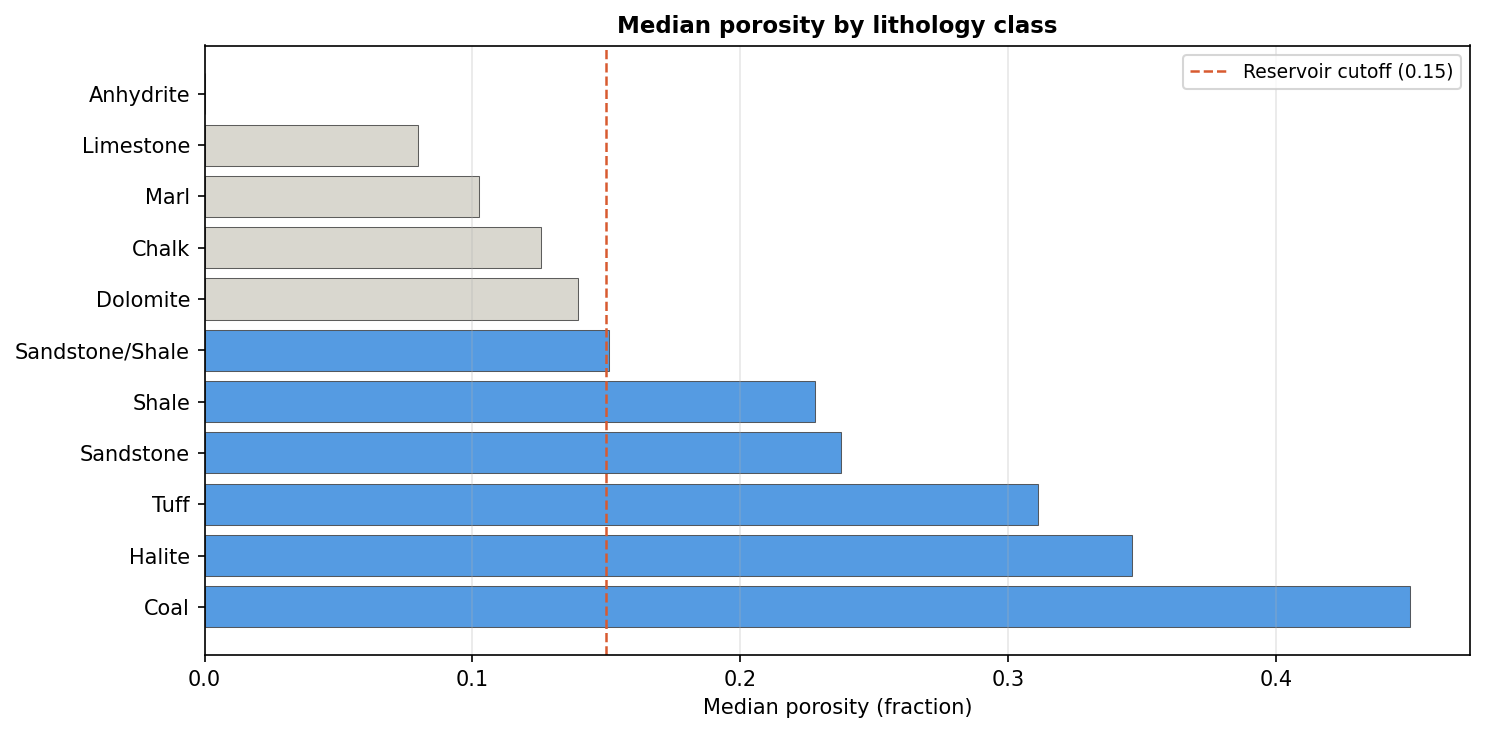 Median porosity by lithology class
Reservoir cutoff (0.15)
Anhydrite
Limestone
Marl
Chalk
Dolomite
Sandstone/Shale
Shale
Sandstone
Tuff
Halite
Coal
0.0 0.1 0.2 0.3 0.4
Median porosity (fraction)